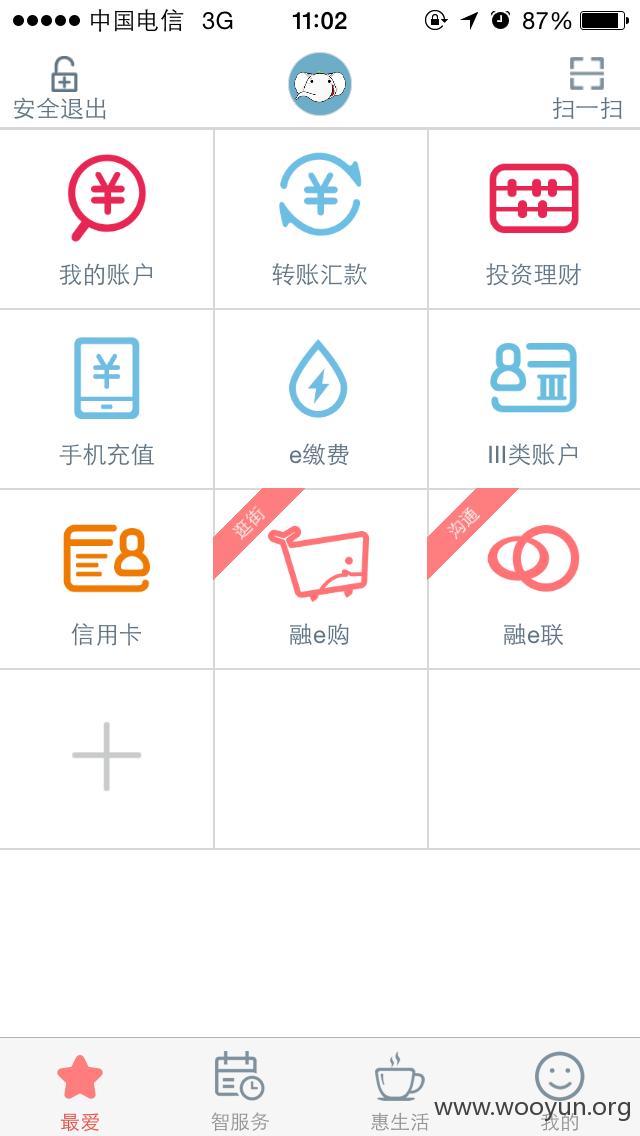 中国电信 3G 11:02 87%
安全退出 扫一扫
我的账户 转账汇款 投资理财
手机充值 e缴费 III类账户
逛街 沟通
信用卡 融e购 融e联
最爱 智服务 惠生活 我的
www.wooyun.org